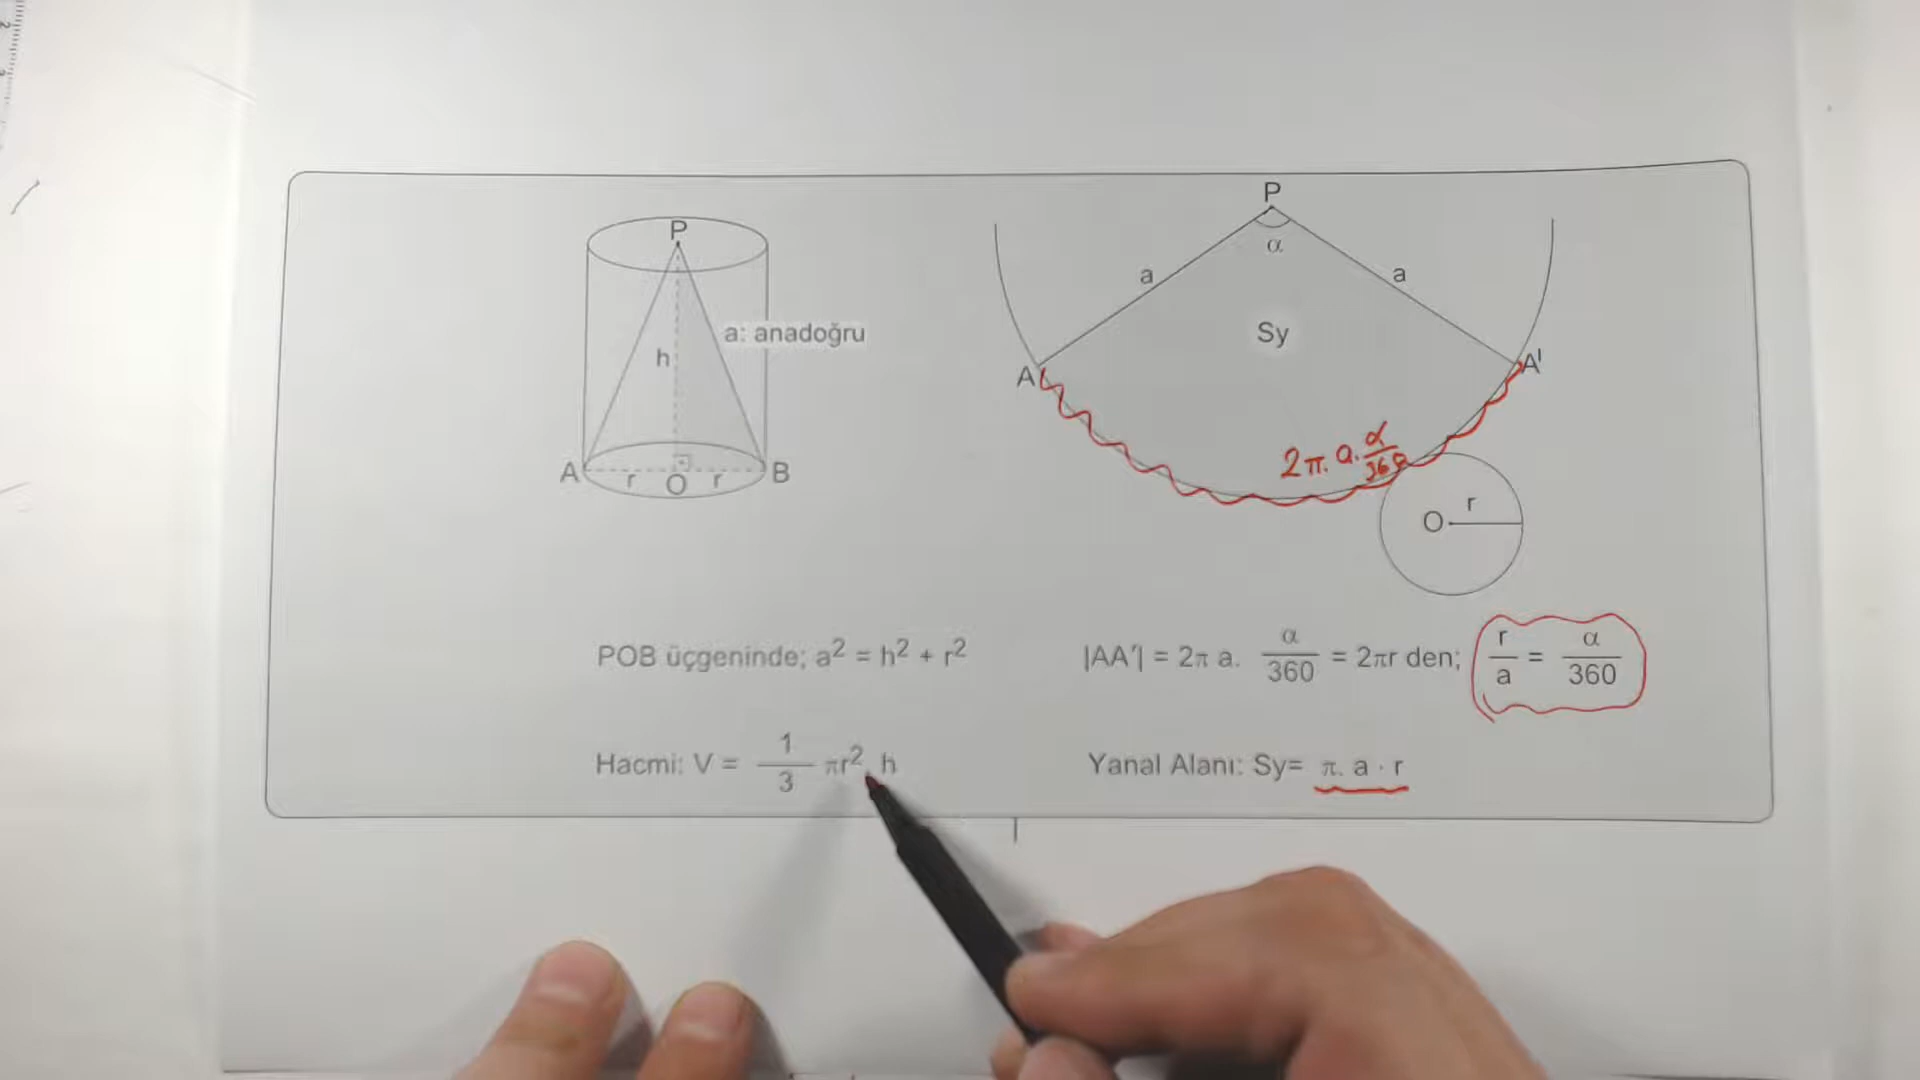 P
h
a: anadoğru
A r O r B
P
α
a a
Sy
A A'
2π. a. α/360
O r
POB üçgeninde; a² = h² + r²
|AA'| = 2π a. α/360 = 2πr den; r/a = α/360
Hacmi: V = 1/3 πr². h
Yanal Alanı: Sy= π. a · r